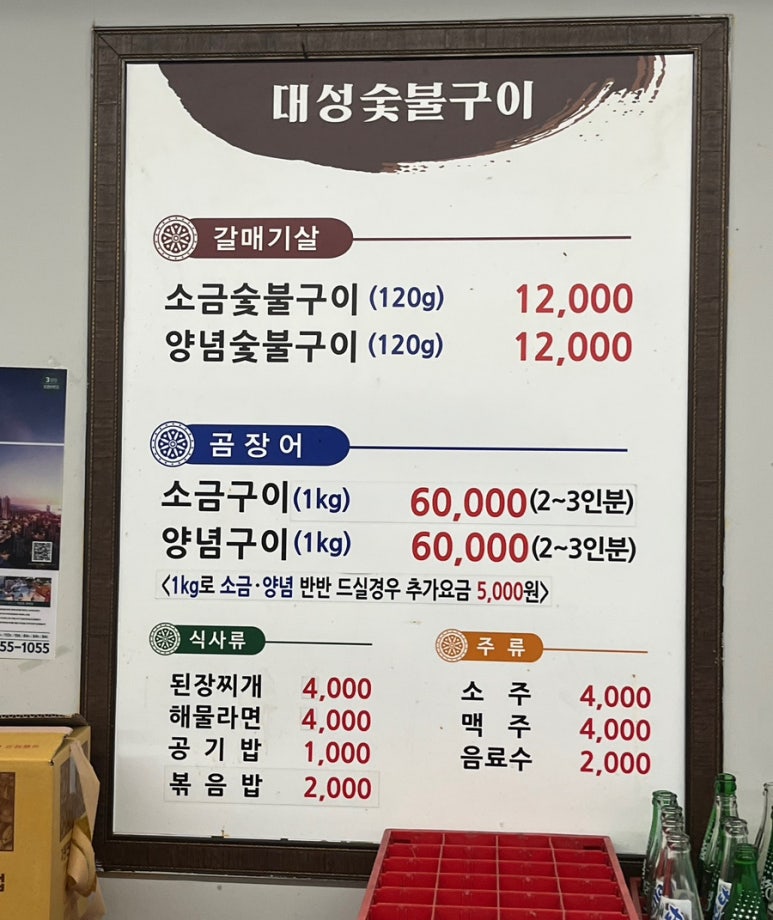 대성숯불구이
갈매기살
소금숯불구이 (120g) 12,000
양념숯불구이 (120g) 12,000
곰장어
소금구이(1kg) 60,000(2~3인분)
양념구이(1kg) 60,000(2~3인분)
<1kg로 소금·양념 반반 드실경우 추가요금 5,000원>
식사류
된장찌개 4,000
해물라면 4,000
공기밥 1,000
볶음밥 2,000
주류
소주 4,000
맥주 4,000
음료수 2,000
55-1055